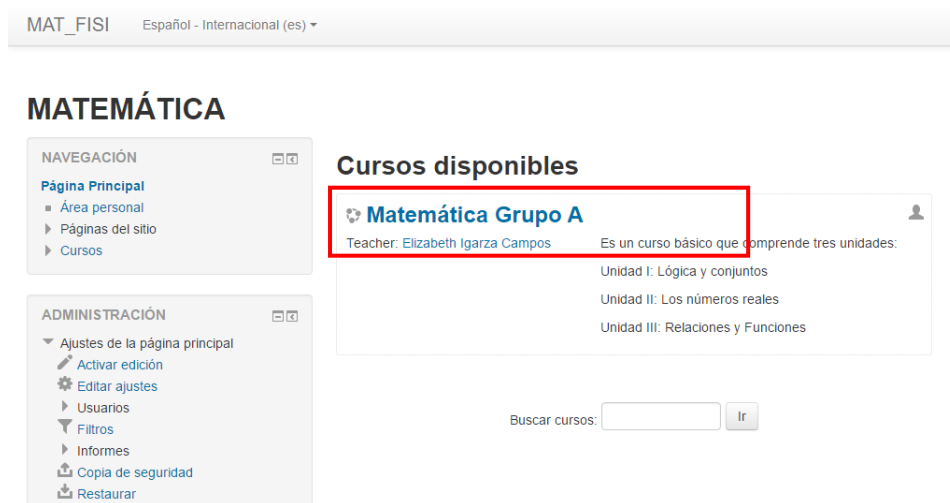 MAT_FISI Español - Internacional (es)
MATEMÁTICA
NAVEGACIÓN
Página Principal
Área personal
Páginas del sitio
Cursos
ADMINISTRACIÓN
Ajustes de la página principal
Activar edición
Editar ajustes
Usuarios
Filtros
Informes
Copia de seguridad
Restaurar
Cursos disponibles
Matemática Grupo A
Teacher: Elizabeth Igarza Campos
Es un curso básico que comprende tres unidades:
Unidad I: Lógica y conjuntos
Unidad II: Los números reales
Unidad III: Relaciones y Funciones
Buscar cursos: Ir